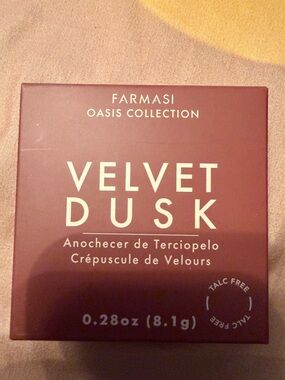 FARMASI
OASIS COLLECTION
VELVET
DUSK
Anochecer de Terciopelo
Crépuscule de Velours
TALC FREE
TALC FREE
0.28oz (8.1g)